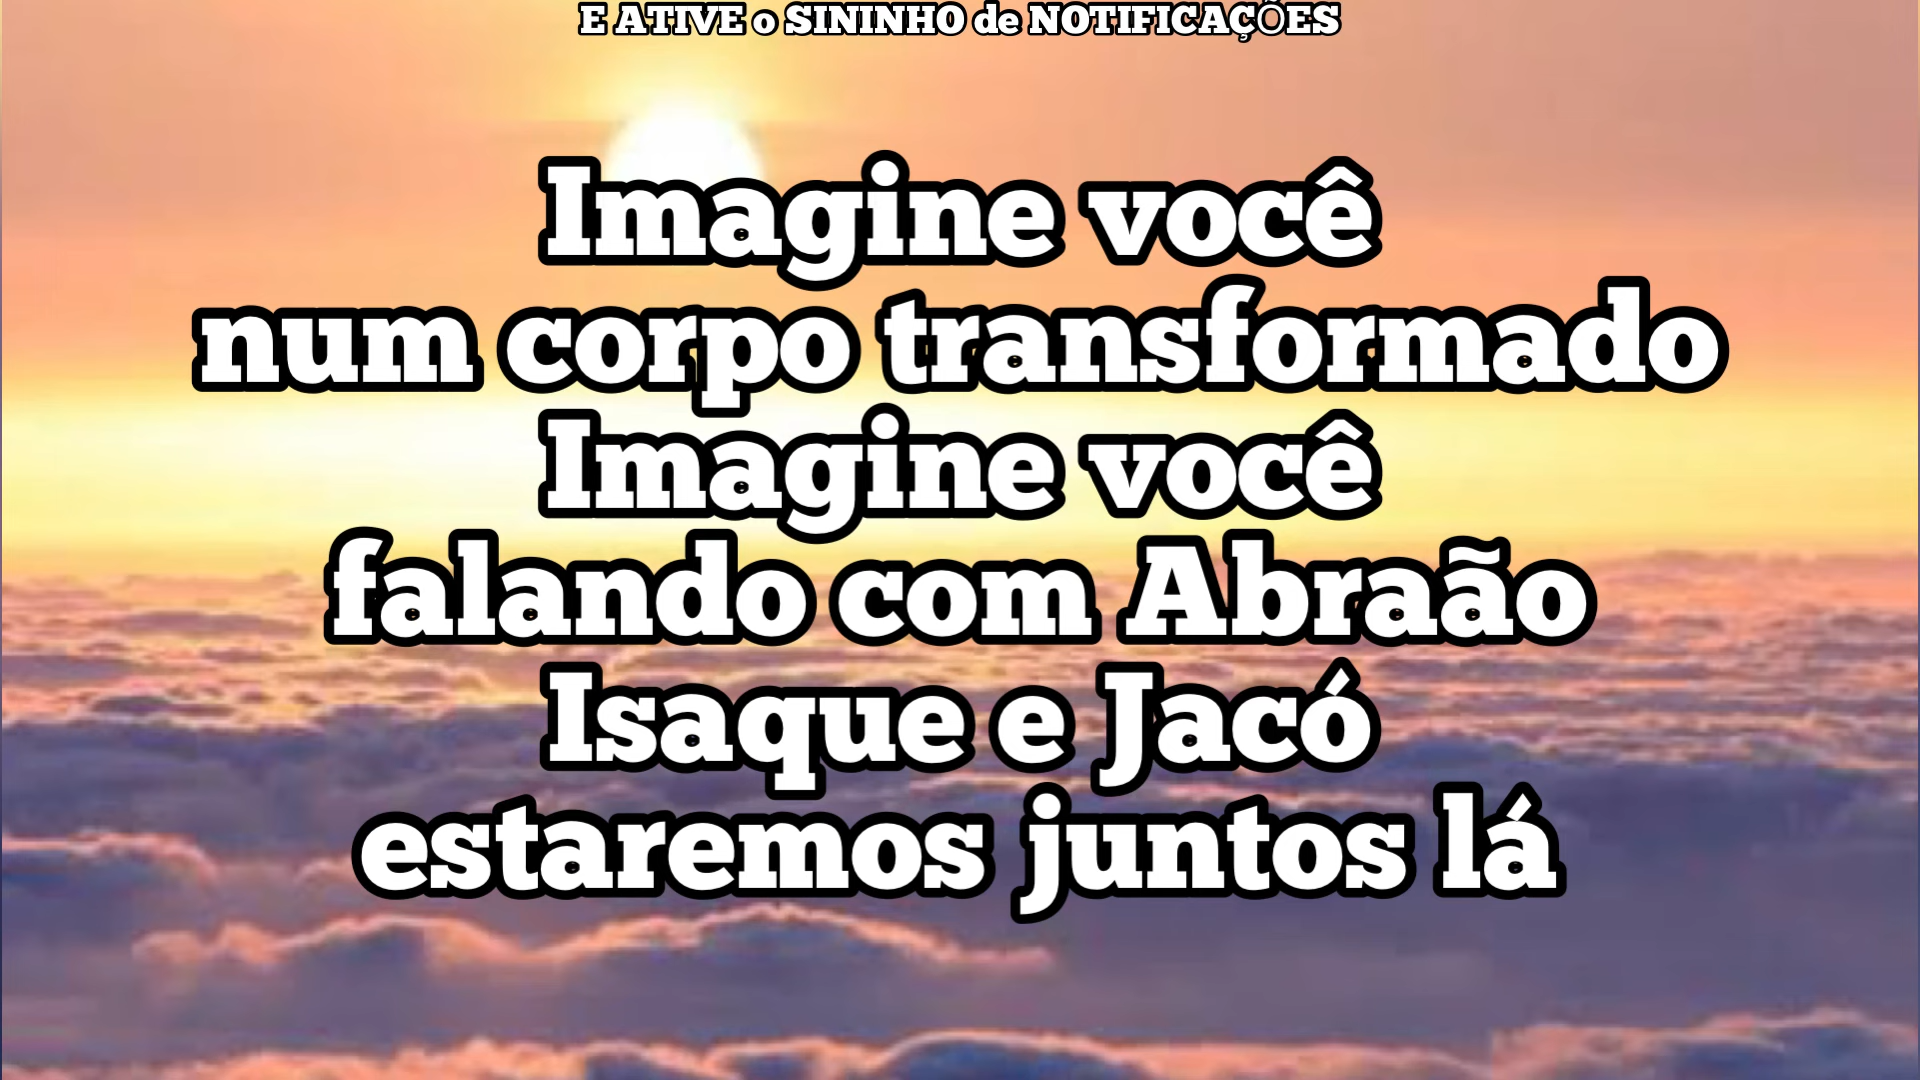 E ATIVE o SININHO de NOTIFICAÇÕES
Imagine você
num corpo transformado
Imagine você
falando com Abraão
Isaque e Jacó
estaremos juntos lá